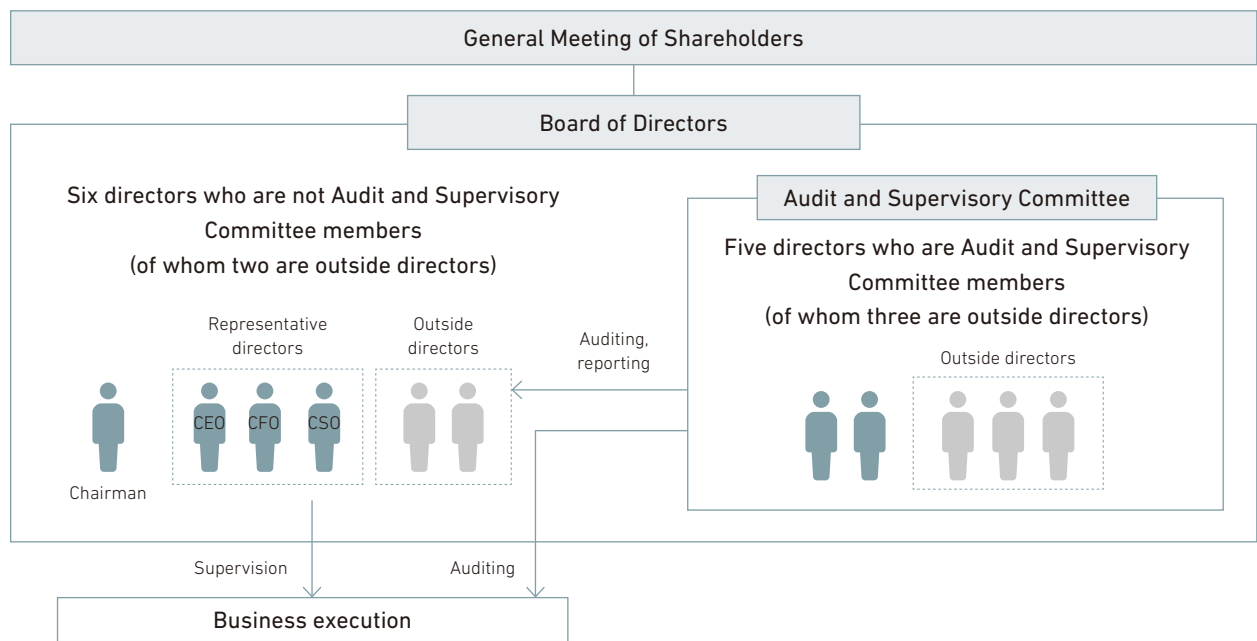 General Meeting of Shareholders
Board of Directors
Six directors who are not Audit and Supervisory
Committee members
(of whom two are outside directors)
Representative
directors
Outside
directors
CEO
CFO
CSO
Chairman
Auditing,
reporting
Audit and Supervisory Committee
Five directors who are Audit and Supervisory
Committee members
(of whom three are outside directors)
Outside directors
Supervision
Auditing
Business execution